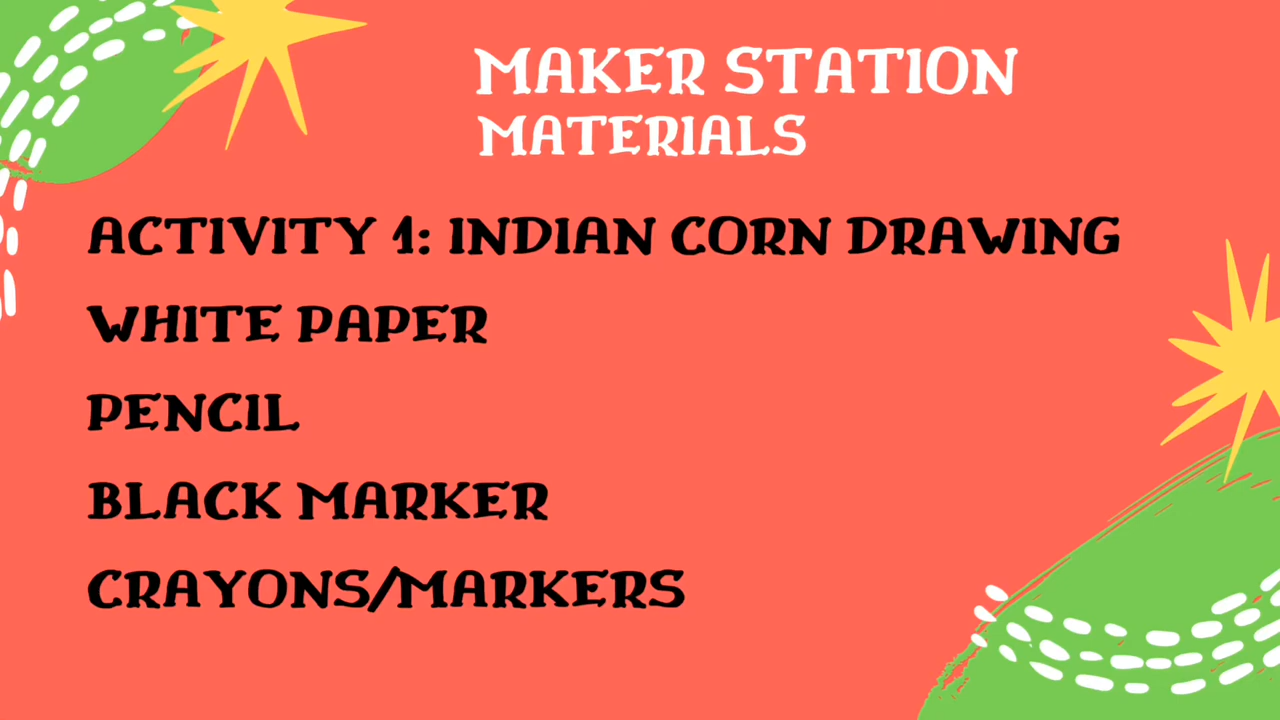 MAKER STATION
MATERIALS
ACTIVITY 1: INDIAN CORN DRAWING
WHITE PAPER
PENCIL
BLACK MARKER
CRAYONS/MARKERS